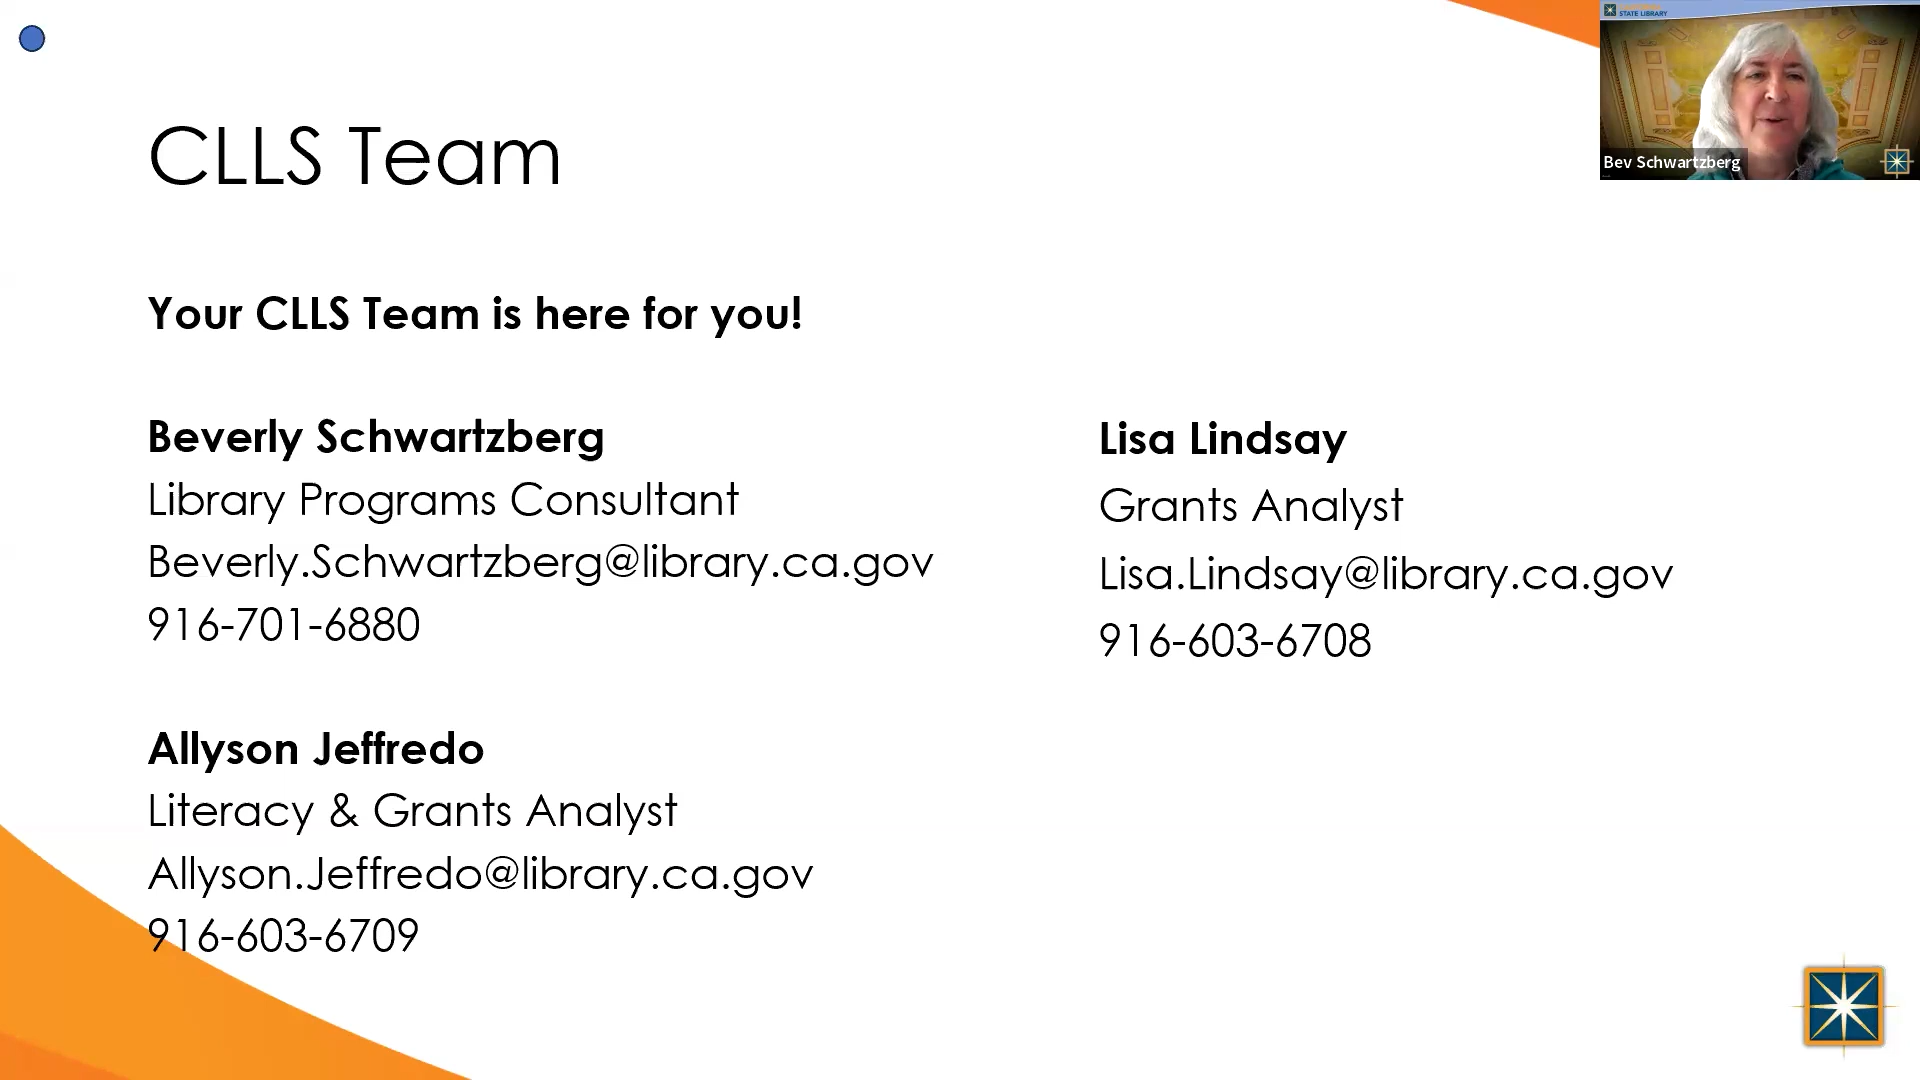 CLLS Team
Your CLLS Team is here for you!
Beverly Schwartzberg
Library Programs Consultant
Beverly.Schwartzberg@library.ca.gov
916-701-6880
Allyson Jeffredo
Literacy & Grants Analyst
Allyson.Jeffredo@library.ca.gov
916-603-6709
Lisa Lindsay
Grants Analyst
Lisa.Lindsay@library.ca.gov
916-603-6708
STATE LIBRARY
Bev Schwartzberg